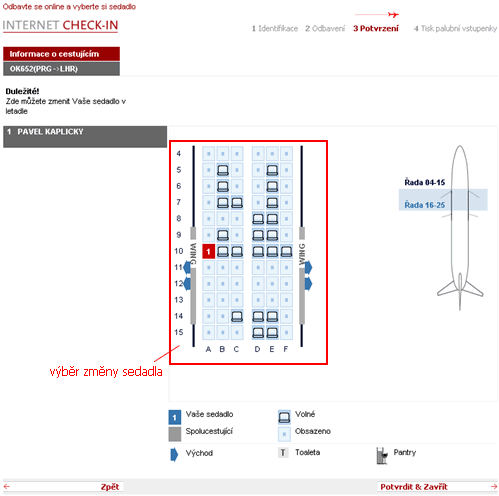 Odbavte se online a vyberte si sedadlo
INTERNET CHECK-IN
1 Identifikace 2 Odbavení 3 Potvrzení 4 Tisk palubní vstupenky
Informace o cestujícím
OK652(PRG->LHR)
Duležité!
Zde můžete zmenit Vaše sedadlo v
letadle
1 PAVEL KAPLICKÝ
4
5
6
7
8
9
10 1
11
12
13
14
15
WING
WING
A B C D E F
Řada 04-15
Řada 16-25
výběr změny sedadla
1 Vaše sedadlo Volné
Spolucestující Obsazeno
Východ T Toaleta Pantry
Zpět Potvrdit & Zavřít